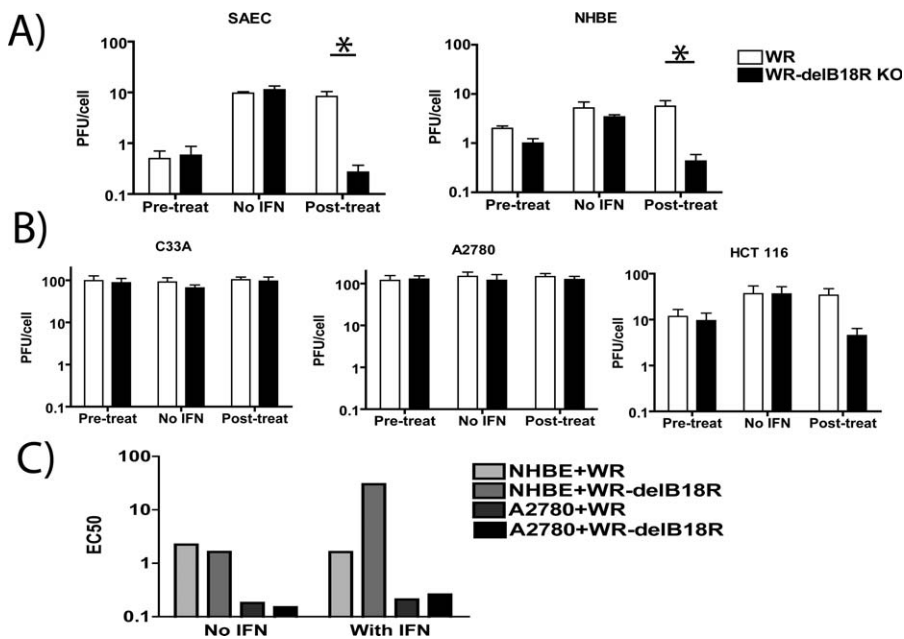 A)
SAEC
NHBE
WR
WR-delB18R KO
PFU/cell
100
10
1
0.1
*
Pre-treat No IFN Post-treat
PFU/cell
100
10
1
0.1
*
Pre-treat No IFN Post-treat
B)
C33A
A2780
HCT 116
PFU/cell
100
10
1
0.1
Pre-treat No IFN Post-treat
PFU/cell
100
10
1
0.1
Pre-treat No IFN Post-treat
PFU/cell
100
10
1
0.1
Pre-treat No IFN Post-treat
C)
EC50
100
10
1
0.1
No IFN With IFN
NHBE+WR
NHBE+WR-delB18R
A2780+WR
A2780+WR-delB18R